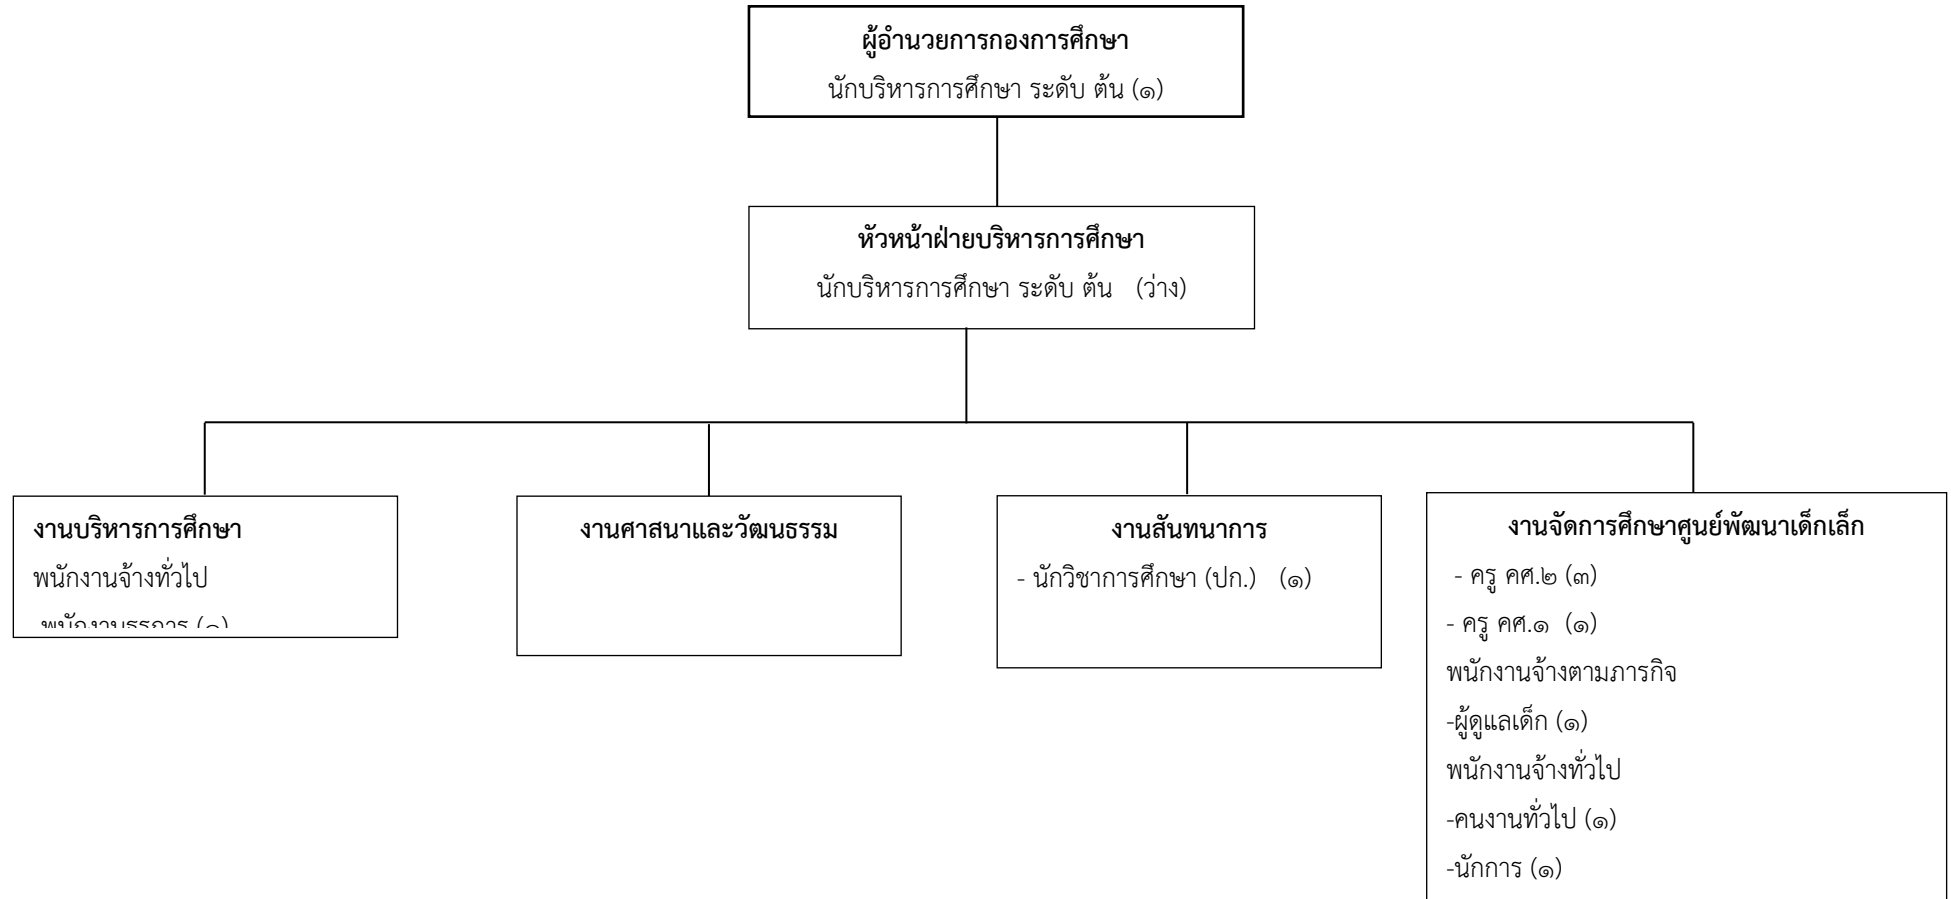 ผู้อำนวยการกองการศึกษา
นักบริหารการศึกษา ระดับ ต้น (๑)
หัวหน้าฝ่ายบริหารการศึกษา
นักบริหารการศึกษา ระดับ ต้น (ว่าง)
งานบริหารการศึกษา
พนักงานจ้างทั่วไป
งานศาสนาและวัฒนธรรม
งานสันทนาการ
- นักวิชาการศึกษา (ปก.) (๑)
งานจัดการศึกษาศูนย์พัฒนาเด็กเล็ก
- ครู คศ.๒ (๓)
- ครู คศ.๑ (๑)
พนักงานจ้างตามภารกิจ
-ผู้ดูแลเด็ก (๑)
พนักงานจ้างทั่วไป
-คนงานทั่วไป (๑)
-นักการ (๑)